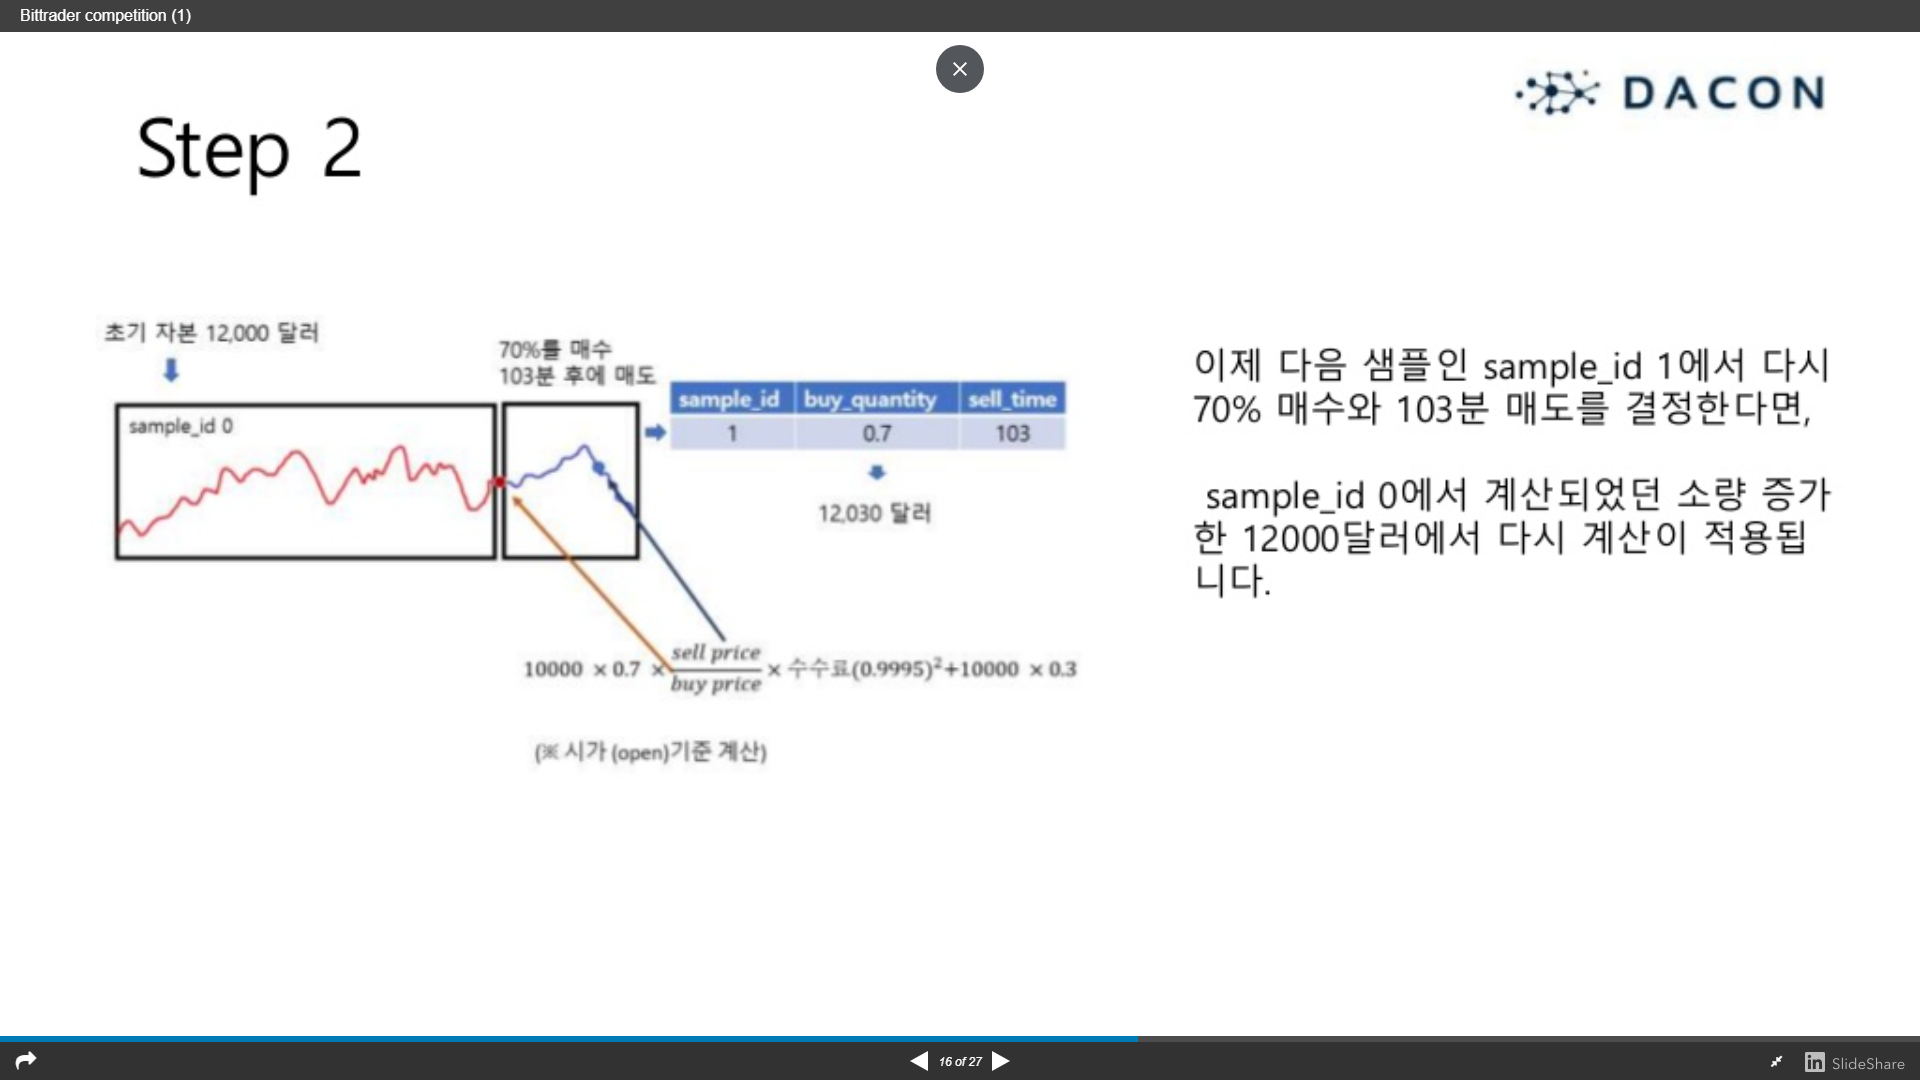 Bittrader competition (1)
DACON
Step 2
초기 자본 12,000 달러
70%를 매수
103분 후에 매도
sample_id 0
sample_id buy_quantity sell_time
1 0.7 103
12,030 달러
10000 × 0.7 × sell price / buy price × 수수료(0.9995)²+10000 × 0.3
(※ 시가 (open)기준 계산)
이제 다음 샘플인 sample_id 1에서 다시
70% 매수와 103분 매도를 결정한다면,
sample_id 0에서 계산되었던 소량 증가
한 12000달러에서 다시 계산이 적용됩
니다.
16 of 27
in SlideShare